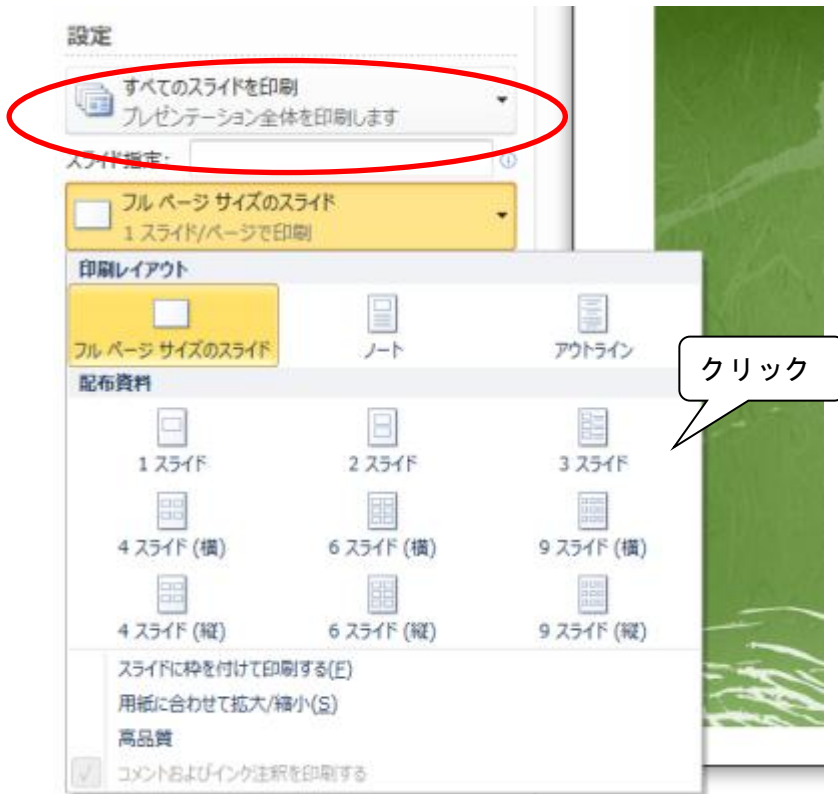 設定
すべてのスライドを印刷
プレゼンテーション全体を印刷します
スライド指定:
フル ページ サイズのスライド
1 スライド/ページで印刷
印刷レイアウト
フル ページ サイズのスライド ノート アウトライン
クリック
配布資料
1 スライド 2 スライド 3 スライド
4 スライド (横) 6 スライド (横) 9 スライド (横)
4 スライド (縦) 6 スライド (縦) 9 スライド (縦)
スライドに枠を付けて印刷する(F)
用紙に合わせて拡大/縮小(S)
高品質
コメントおよびインク注釈を印刷する